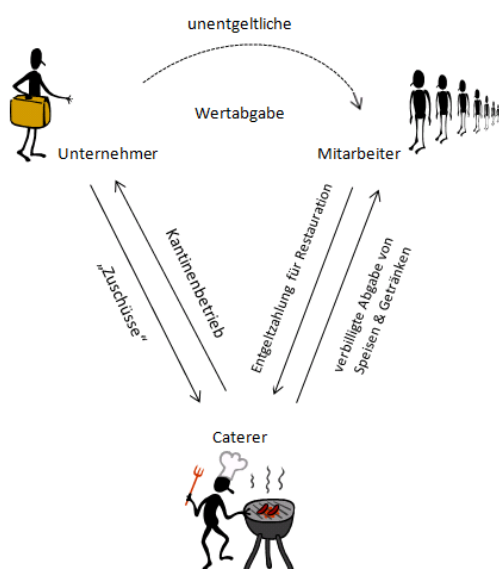 unentgeltliche
Wertabgabe
Unternehmer
Mitarbeiter
„Zuschüsse“
Kantinenbetrieb
Entgeltzahlung für Restauration
verbilligte Abgabe von
Speisen & Getränken
Caterer